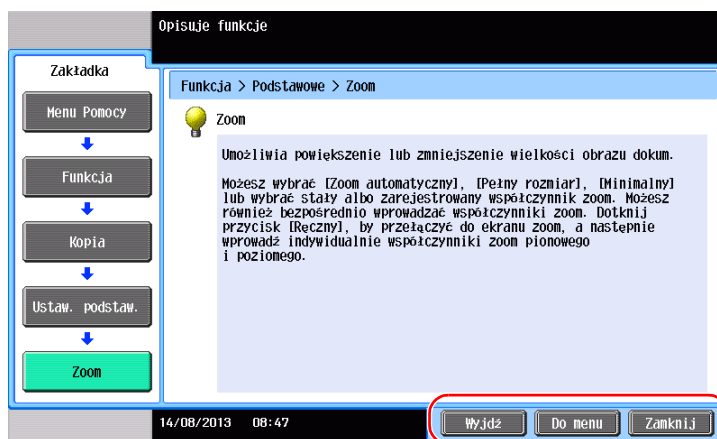 Opisuje funkcje
Zakładka
Menu Pomocy
Funkcja
Kopia
Ustaw. podstaw.
Zoom
Funkcja > Podstawowe > Zoom
Zoom
Umożliwia powiększenie lub zmniejszenie wielkości obrazu dokum.
Możesz wybrać [Zoom automatyczny], [Pełny rozmiar], [Minimalny]
lub wybrać stały albo zarejestrowany współczynnik zoom. Możesz
również bezpośrednio wprowadzać współczynniki zoom. Dotknij
przycisk [Ręczny], by przełączyć do ekranu zoom, a następnie
wprowadź indywidualnie współczynniki zoom pionowego
i poziomego.
14/08/2013 08:47
Wyjdź
Do menu
Zamknij